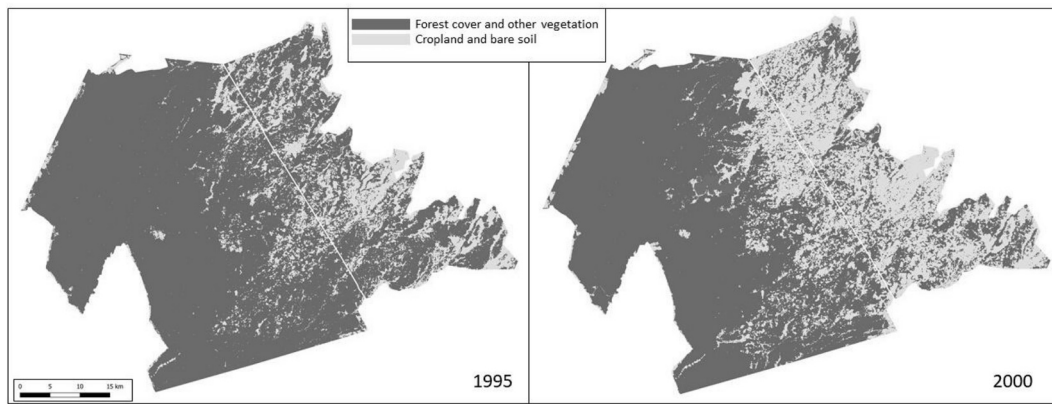 Forest cover and other vegetation
Cropland and bare soil
0 5 10 15 km
1995
2000